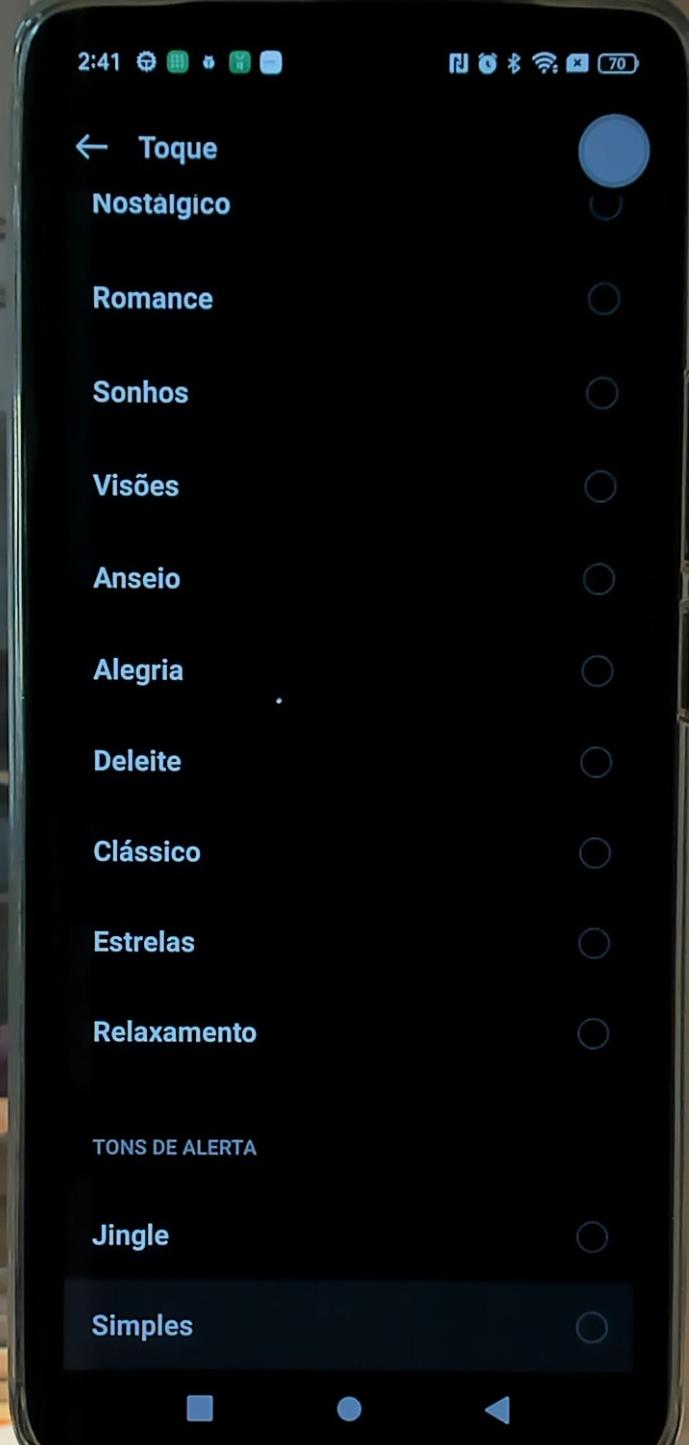 2:41
70
Toque
Nostálgico
Romance
Sonhos
Visões
Anseio
Alegria
Deleite
Clássico
Estrelas
Relaxamento
TONS DE ALERTA
Jingle
Simples